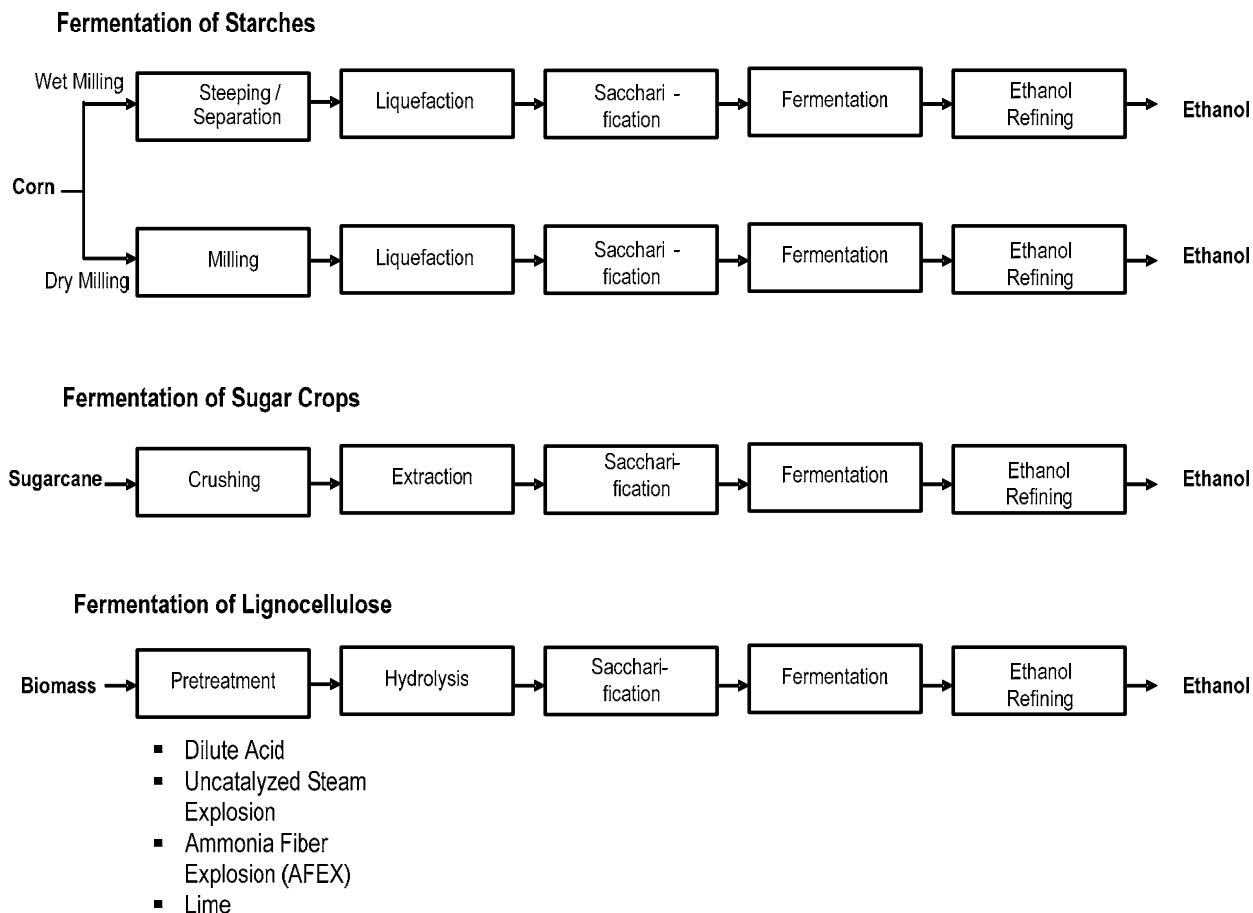 Fermentation of Starches
Wet Milling
Steeping /
Separation
Liquefaction
Sacchari -
fication
Fermentation
Ethanol
Refining
Ethanol
Corn
Dry Milling
Milling
Liquefaction
Sacchari -
fication
Fermentation
Ethanol
Refining
Ethanol
Fermentation of Sugar Crops
Sugarcane
Crushing
Extraction
Sacchari-
fication
Fermentation
Ethanol
Refining
Ethanol
Fermentation of Lignocellulose
Biomass
Pretreatment
Hydrolysis
Sacchari-
fication
Fermentation
Ethanol
Refining
Ethanol
▪ Dilute Acid
▪ Uncatalyzed Steam
Explosion
▪ Ammonia Fiber
Explosion (AFEX)
▪ Lime